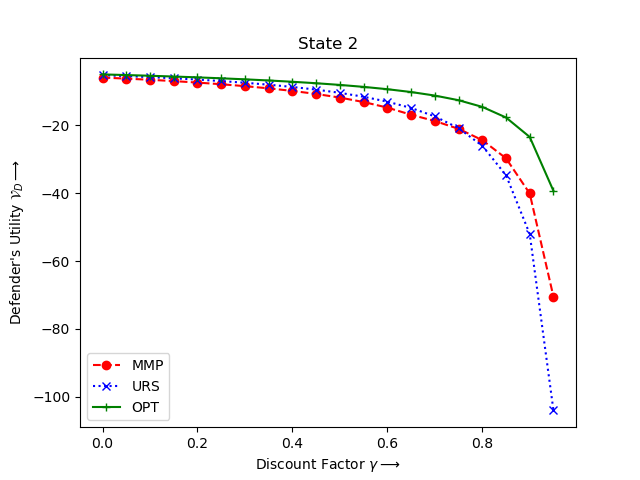 State 2
Defender's Utility 𝒱_D ⟶
−20
−40
−60
−80
−100
MMP
URS
OPT
0.0 0.2 0.4 0.6 0.8
Discount Factor γ ⟶